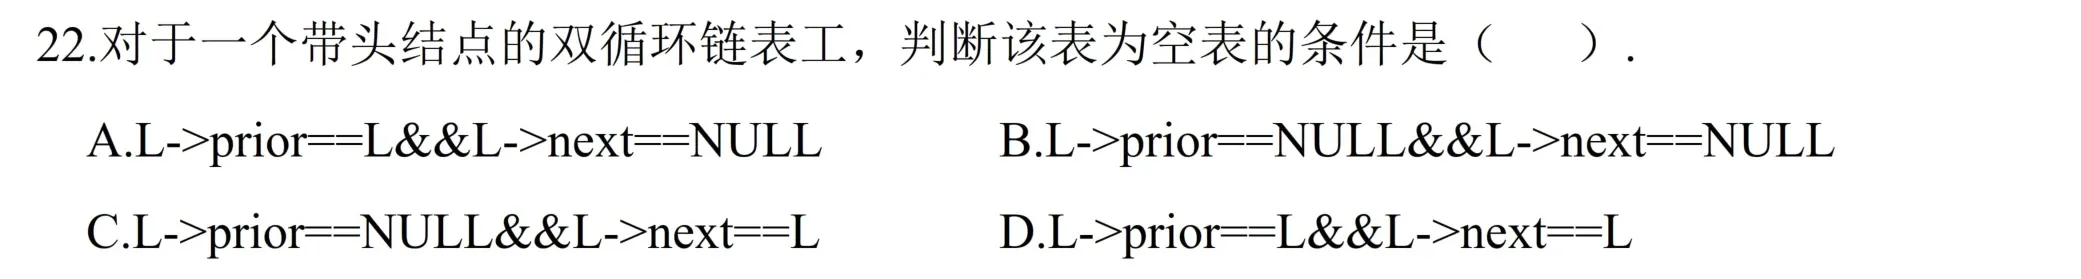 22.对于一个带头结点的双循环链表工，判断该表为空表的条件是（　　）.
A.L->prior==L&&L->next==NULL B.L->prior==NULL&&L->next==NULL
C.L->prior==NULL&&L->next==L D.L->prior==L&&L->next==L